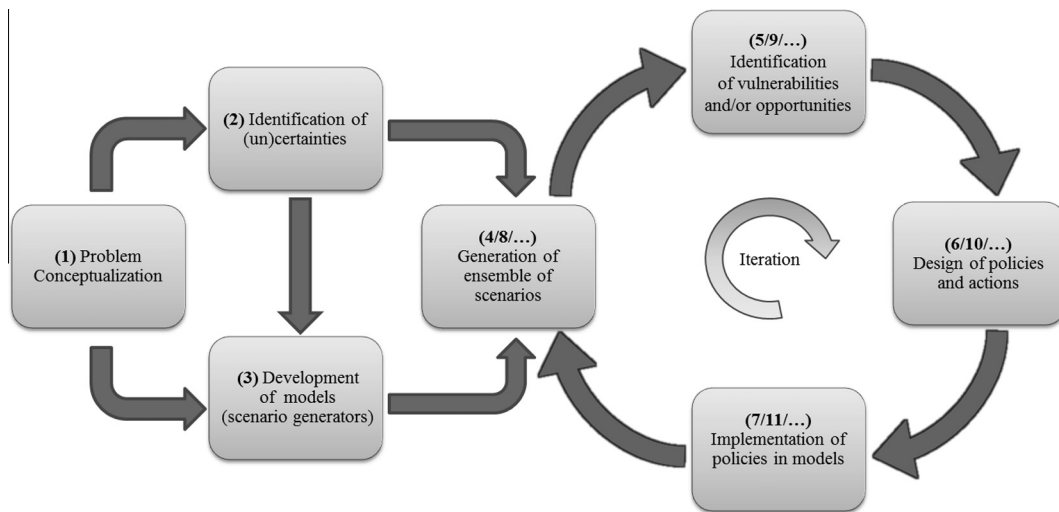 (1) Problem
Conceptualization
(2) Identification of
(un)certainties
(3) Development
of models
(scenario generators)
(4/8/…)
Generation of
ensemble of
scenarios
(5/9/…)
Identification
of vulnerabilities
and/or opportunities
(6/10/…)
Design of policies
and actions
(7/11/…)
Implementation of
policies in models
Iteration